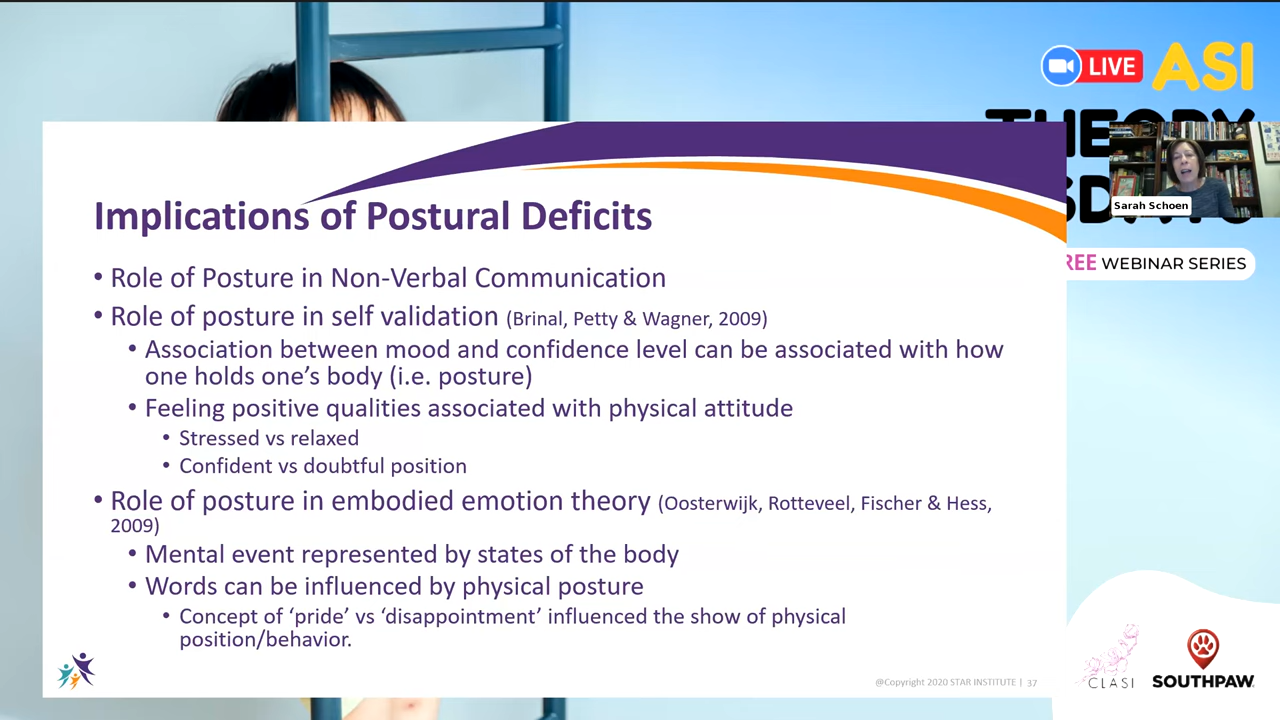 LIVE ASI
THEORY
Sarah Schoen
REE WEBINAR SERIES
Implications of Postural Deficits
• Role of Posture in Non-Verbal Communication
• Role of posture in self validation (Brinal, Petty & Wagner, 2009)
• Association between mood and confidence level can be associated with how
one holds one’s body (i.e. posture)
• Feeling positive qualities associated with physical attitude
• Stressed vs relaxed
• Confident vs doubtful position
• Role of posture in embodied emotion theory (Oosterwijk, Rotteveel, Fischer & Hess,
2009)
• Mental event represented by states of the body
• Words can be influenced by physical posture
• Concept of ‘pride’ vs ‘disappointment’ influenced the show of physical
position/behavior.
@Copyright 2020 STAR INSTITUTE | 37
CLASI
SOUTHPAW